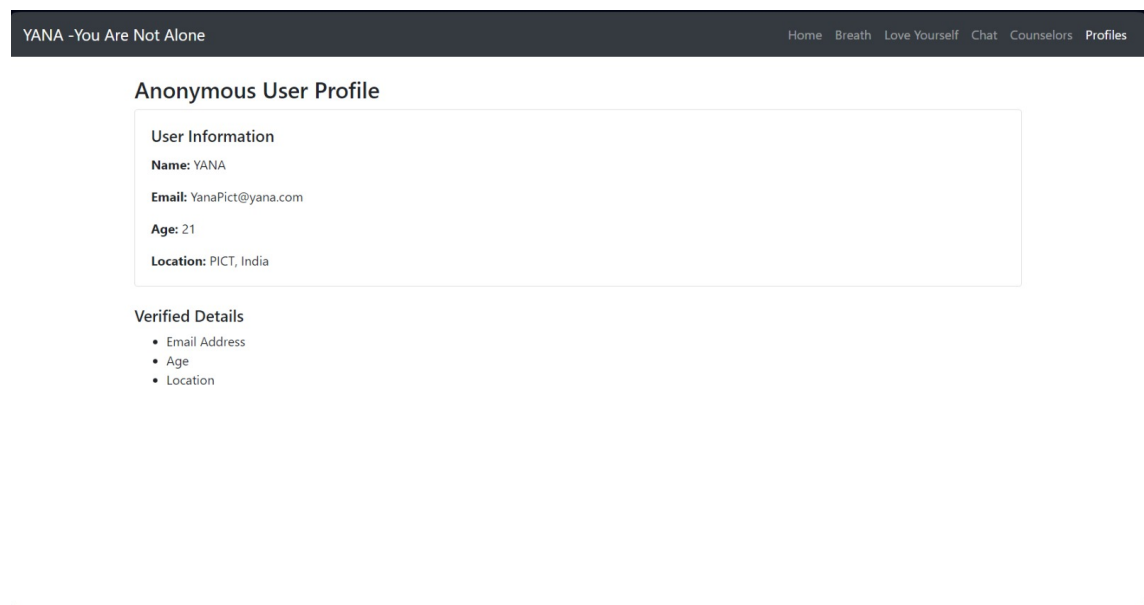 YANA -You Are Not Alone
Home Breath Love Yourself Chat Counselors Profiles
Anonymous User Profile
User Information
Name: YANA
Email: YanaPict@yana.com
Age: 21
Location: PICT, India
Verified Details
• Email Address
• Age
• Location